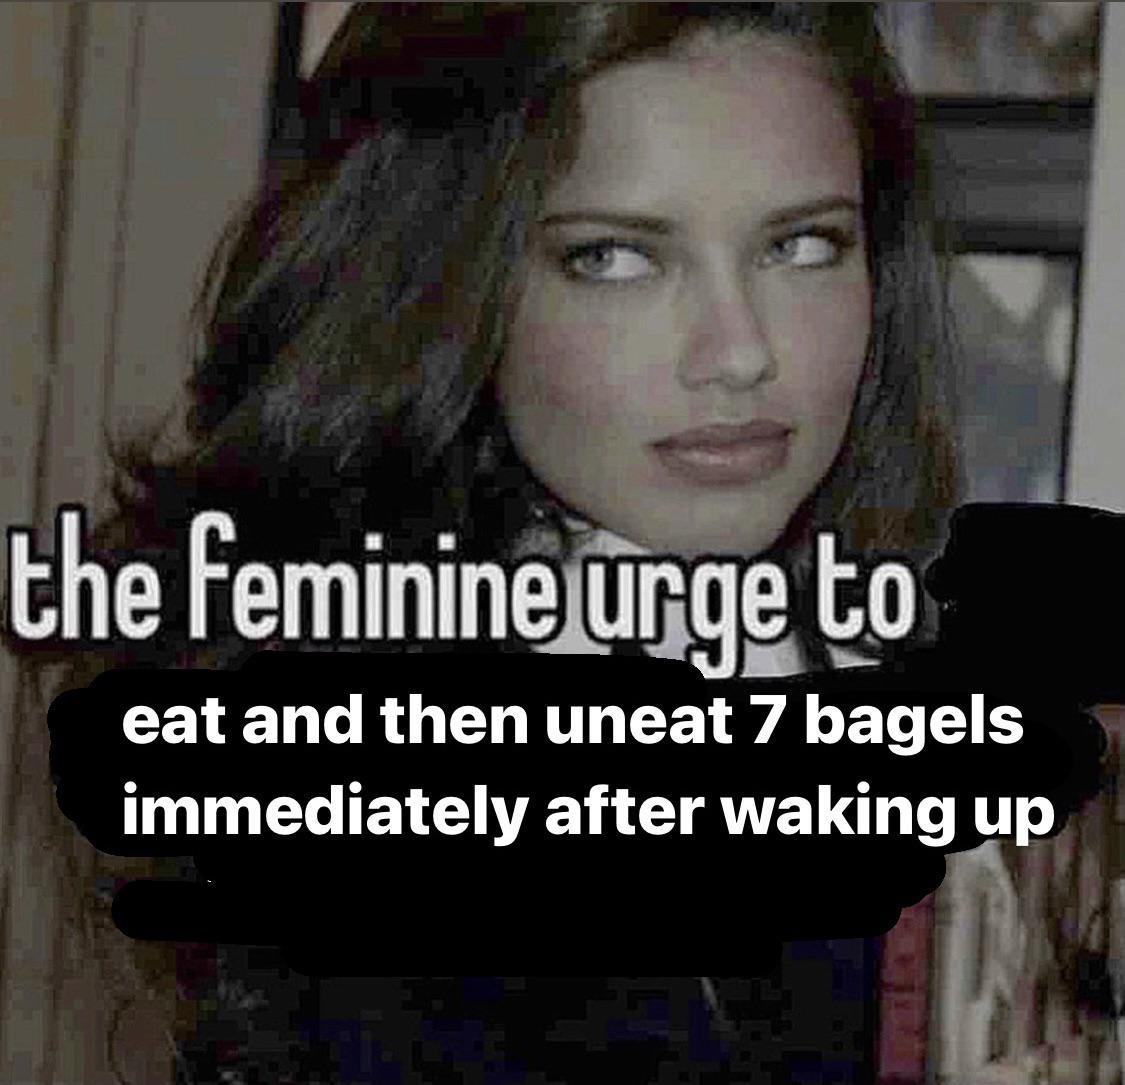 the feminine urge to
eat and then uneat 7 bagels
immediately after waking up